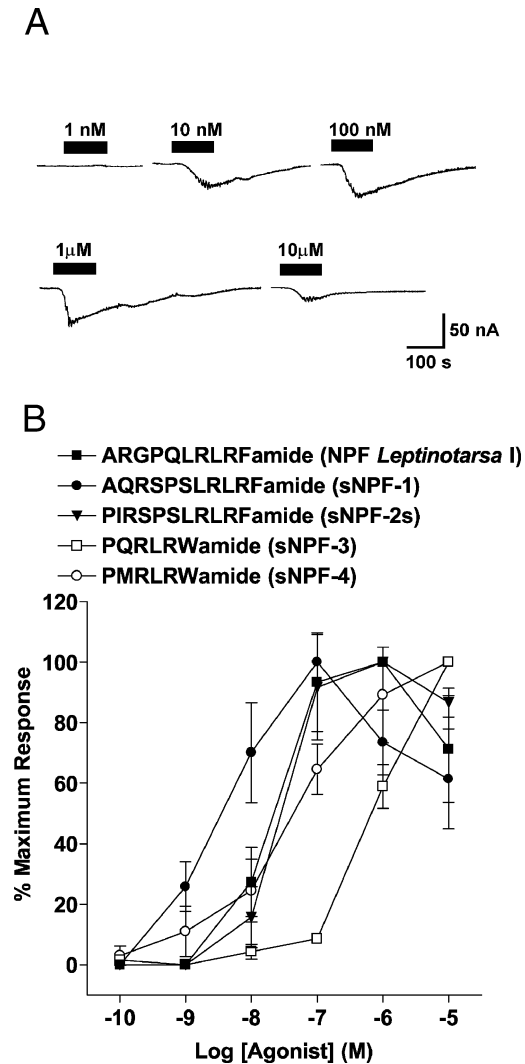 A
1 nM
10 nM
100 nM
1µM
10µM
50 nA
100 s
B
ARGPQLRLRFamide (NPF Leptinotarsa I)
AQRSPSLRLRFamide (sNPF-1)
PIRSPSLRLRFamide (sNPF-2s)
PQRLRWamide (sNPF-3)
PMRLRWamide (sNPF-4)
120
100
80
60
40
20
0
% Maximum Response
-10 -9 -8 -7 -6 -5
Log [Agonist] (M)